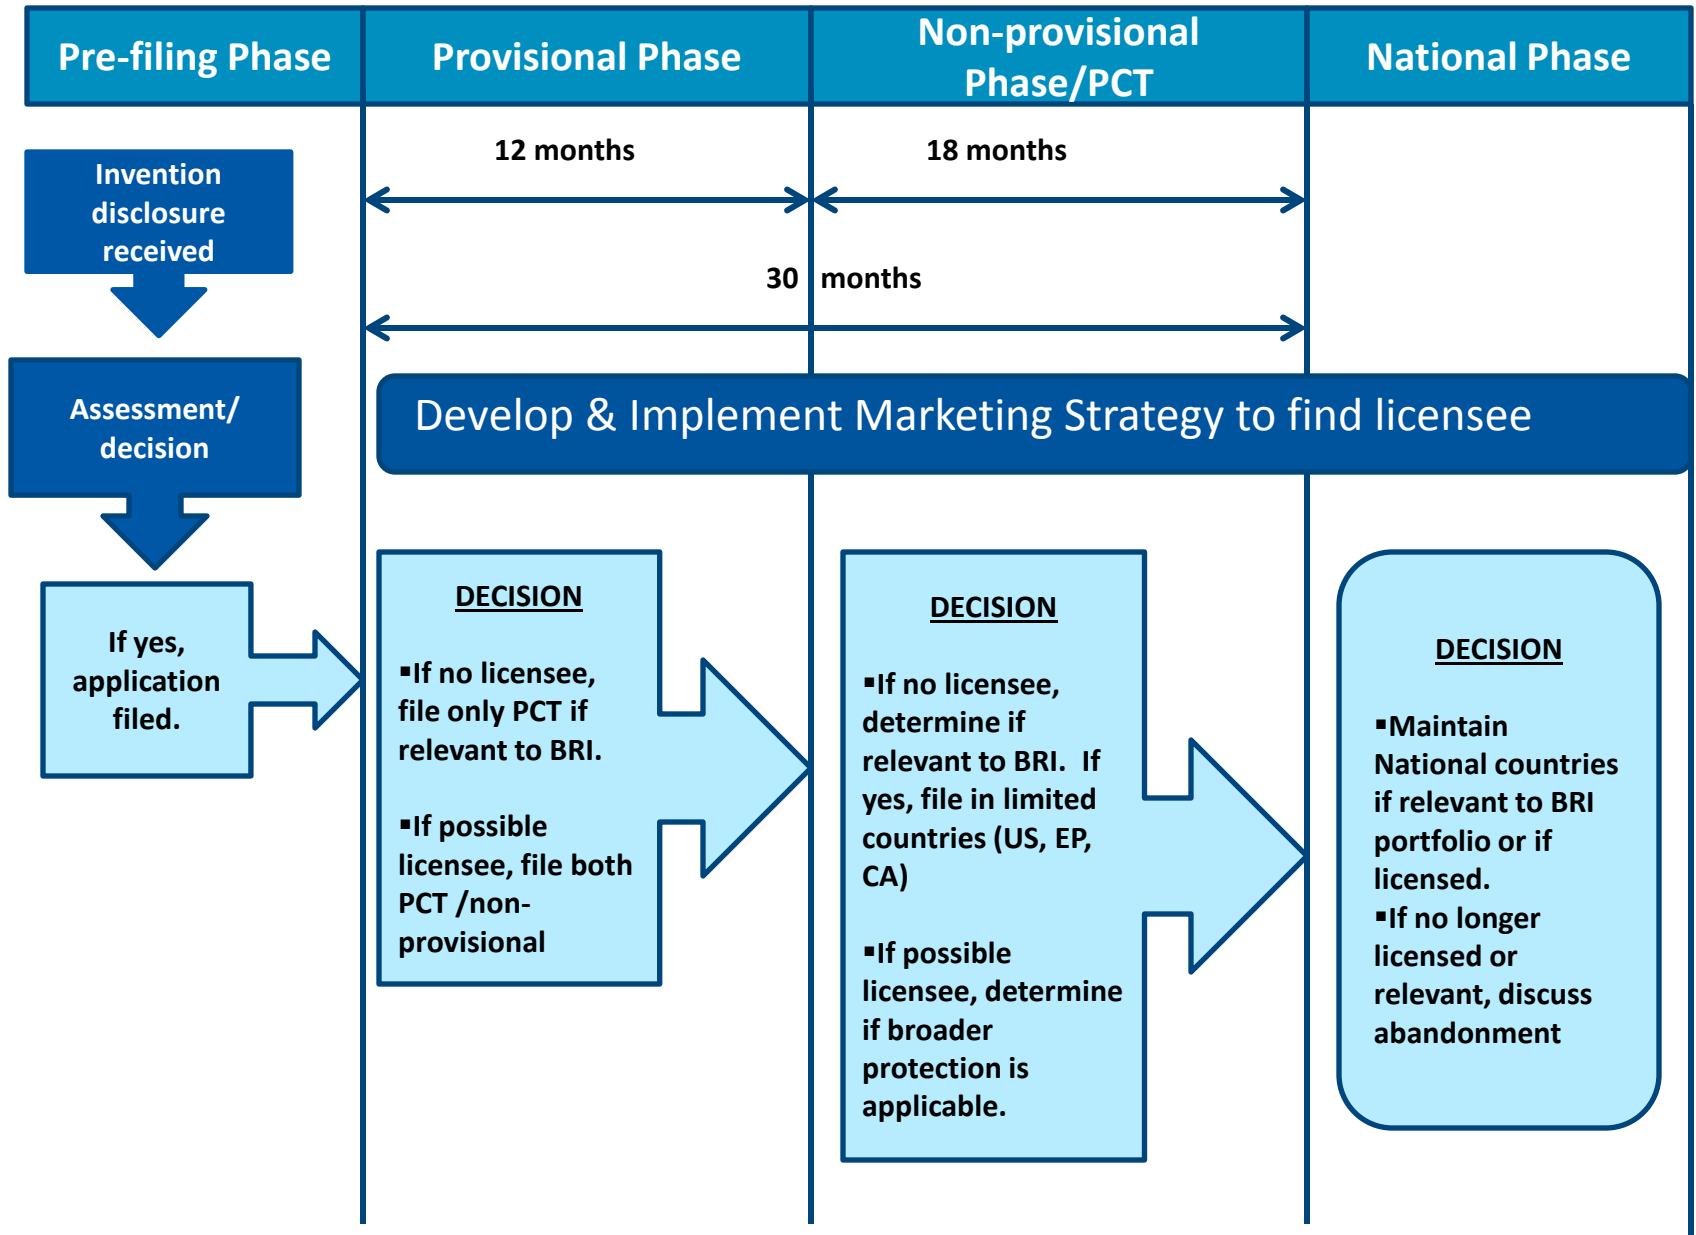 Pre-filing Phase
Provisional Phase
Non-provisional
Phase/PCT
National Phase
12 months
18 months
30 months
Invention
disclosure
received
Assessment/
decision
If yes,
application
filed.
Develop & Implement Marketing Strategy to find licensee
DECISION
▪If no licensee,
file only PCT if
relevant to BRI.
▪If possible
licensee, file both
PCT /non-
provisional
DECISION
▪If no licensee,
determine if
relevant to BRI.  If
yes, file in limited
countries (US, EP,
CA)
▪If possible
licensee, determine
if broader
protection is
applicable.
DECISION
▪Maintain
National countries
if relevant to BRI
portfolio or if
licensed.
▪If no longer
licensed or
relevant, discuss
abandonment